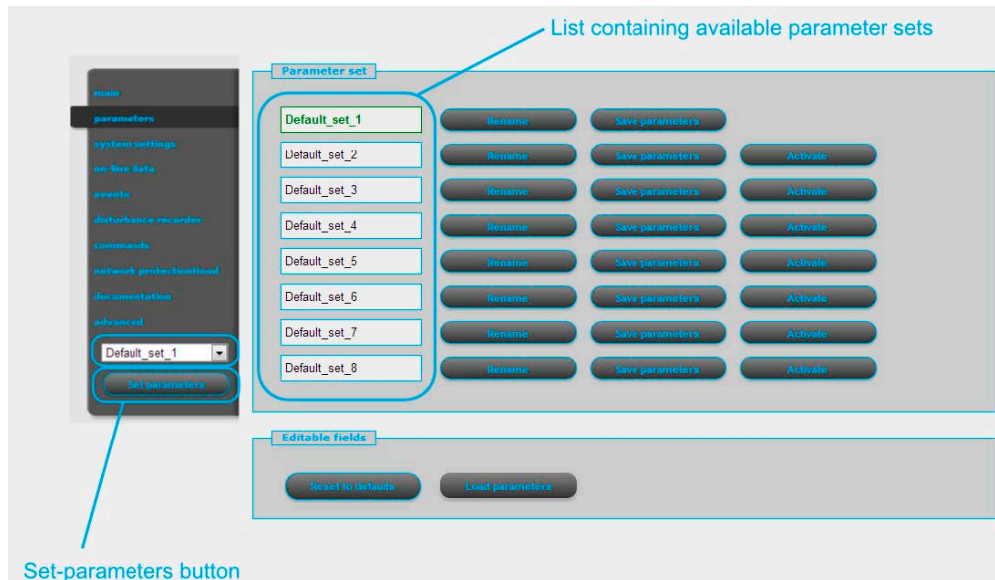 List containing available parameter sets
Parameter set
main
parameters
system settings
on-line data
events
disturbance recorder
commands
network protectionHood
documentation
advanced
Default_set_1
Set parameters
Default_set_1 Rename Save parameters
Default_set_2 Rename Save parameters Activate
Default_set_3 Rename Save parameters Activate
Default_set_4 Rename Save parameters Activate
Default_set_5 Rename Save parameters Activate
Default_set_6 Rename Save parameters Activate
Default_set_7 Rename Save parameters Activate
Default_set_8 Rename Save parameters Activate
Editable fields
Reset to defaults Load parameters
Set-parameters button